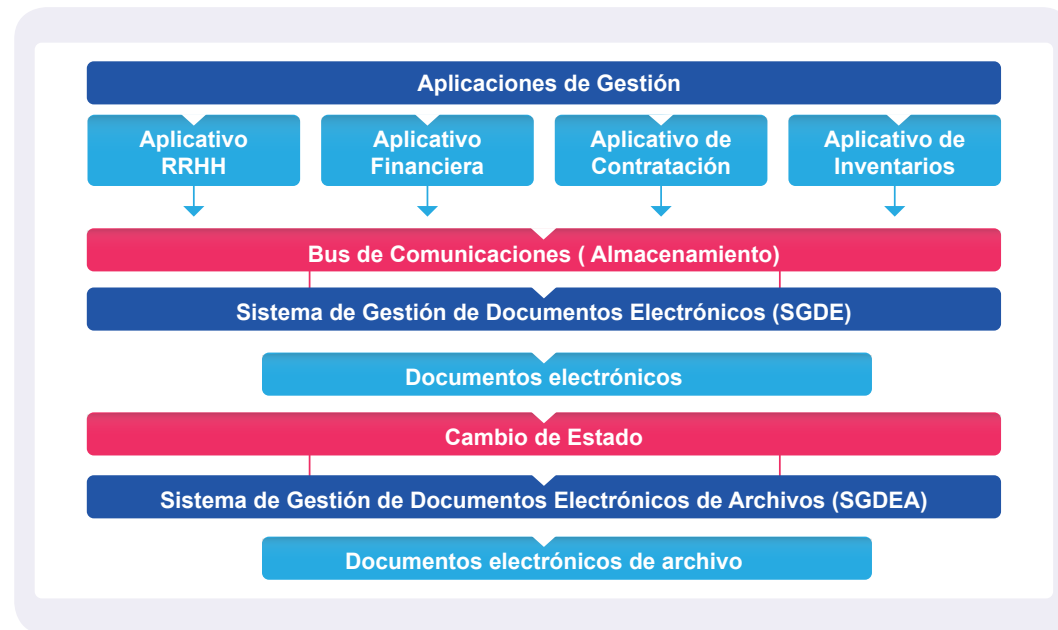 Aplicaciones de Gestión
Aplicativo
RRHH
Aplicativo
Financiera
Aplicativo de
Contratación
Aplicativo de
Inventarios
Bus de Comunicaciones ( Almacenamiento)
Sistema de Gestión de Documentos Electrónicos (SGDE)
Documentos electrónicos
Cambio de Estado
Sistema de Gestión de Documentos Electrónicos de Archivos (SGDEA)
Documentos electrónicos de archivo